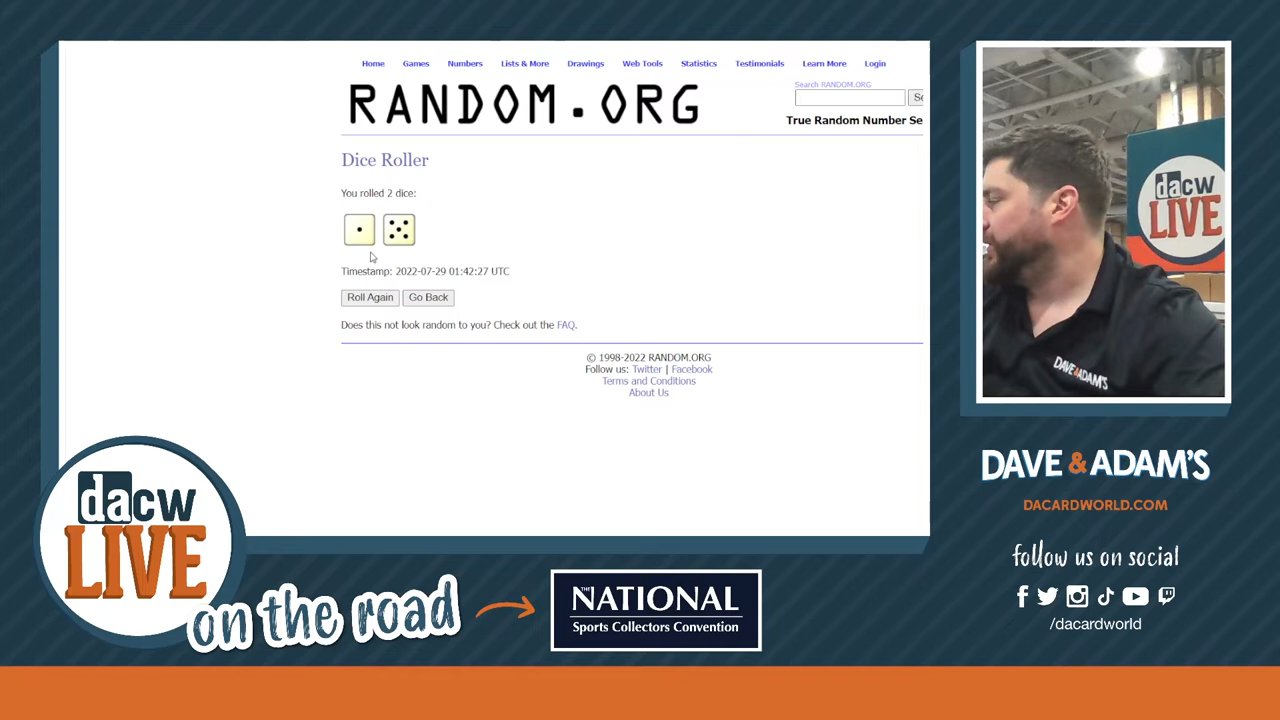 Home Games Numbers Lists & More Drawings Web Tools Statistics Testimonials Learn More Login
RANDOM.ORG
Search RANDOM.ORG
Se
True Random Number Se
Dice Roller
You rolled 2 dice:
Timestamp: 2022-07-29 01:42:27 UTC
Roll Again Go Back
Does this not look random to you? Check out the FAQ.
© 1998-2022 RANDOM.ORG
Follow us: Twitter | Facebook
Terms and Conditions
About Us
dacw
LIVE
DAVE&ADAM'S
dacw
LIVE
on the road
THE NATIONAL
Sports Collectors Convention
DAVE & ADAM'S
DACARDWORLD.COM
follow us on social
/dacardworld